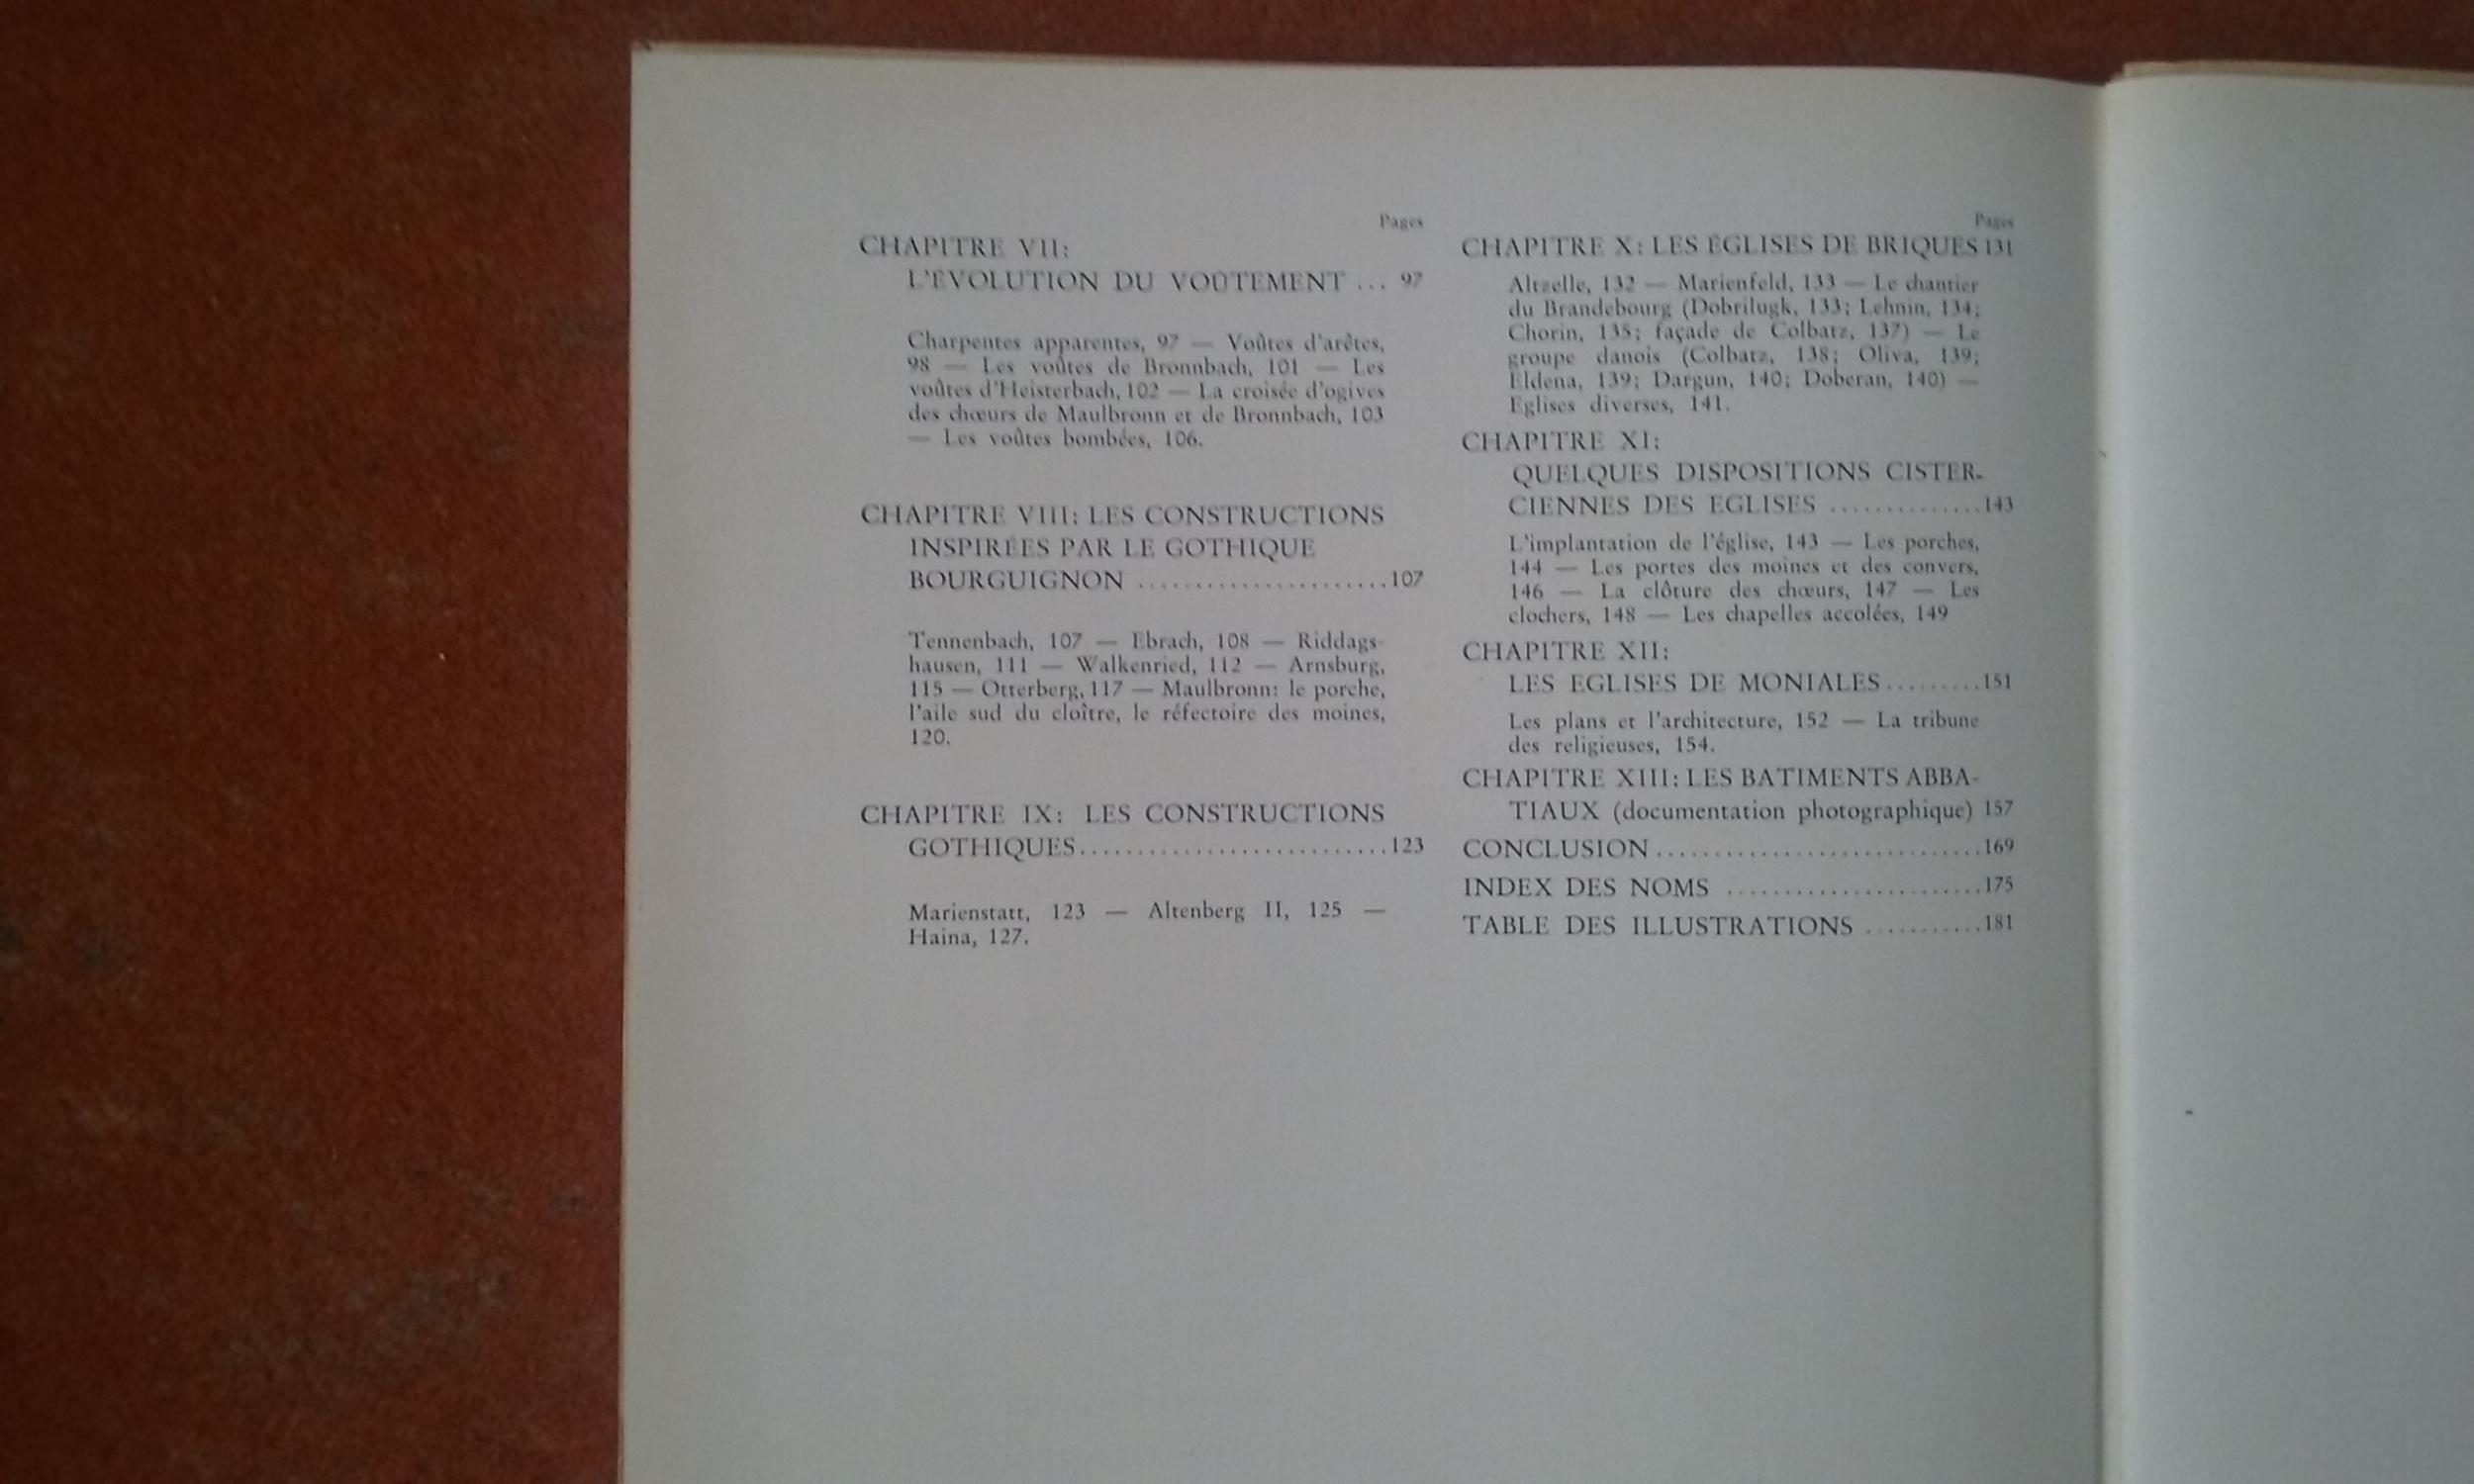 Pages
CHAPITRE VII:
L'ÉVOLUTION DU VOÛTEMENT ... 97
Charpentes apparentes, 97 — Voûtes d'arêtes,
98 — Les voûtes de Bronnbach, 101 — Les
voûtes d'Heisterbach, 102 — La croisée d'ogives
des chœurs de Maulbronn et de Bronnbach, 103
— Les voûtes bombées, 106.
CHAPITRE VIII: LES CONSTRUCTIONS
INSPIRÉES PAR LE GOTHIQUE
BOURGUIGNON ......................107
Tennenbach, 107 — Ebrach, 108 — Riddags-
hausen, 111 — Walkenried, 112 — Arnsburg,
115 — Otterberg, 117 — Maulbronn: le porche,
l'aile sud du cloître, le réfectoire des moines,
120.
CHAPITRE IX: LES CONSTRUCTIONS
GOTHIQUES...........................123
Marienstatt, 123 — Altenberg II, 125 —
Haina, 127.
Pages
CHAPITRE X: LES ÉGLISES DE BRIQUES 131
Altzelle, 132 — Marienfeld, 133 — Le chantier
du Brandebourg (Dobrilugk, 133; Lehnin, 134;
Chorin, 135; façade de Colbatz, 137) — Le
groupe danois (Colbatz, 138; Oliva, 139;
Eldena, 139; Dargun, 140; Doberan, 140) —
Eglises diverses, 141.
CHAPITRE XI:
QUELQUES DISPOSITIONS CISTER-
CIENNES DES EGLISES ..............143
L'implantation de l'église, 143 — Les porches,
144 — Les portes des moines et des convers,
146 — La clôture des chœurs, 147 — Les
clochers, 148 — Les chapelles accolées, 149
CHAPITRE XII:
LES EGLISES DE MONIALES.........151
Les plans et l'architecture, 152 — La tribune
des religieuses, 154.
CHAPITRE XIII: LES BATIMENTS ABBA-
TIAUX (documentation photographique) 157
CONCLUSION.............................169
INDEX DES NOMS ......................175
TABLE DES ILLUSTRATIONS ...........181